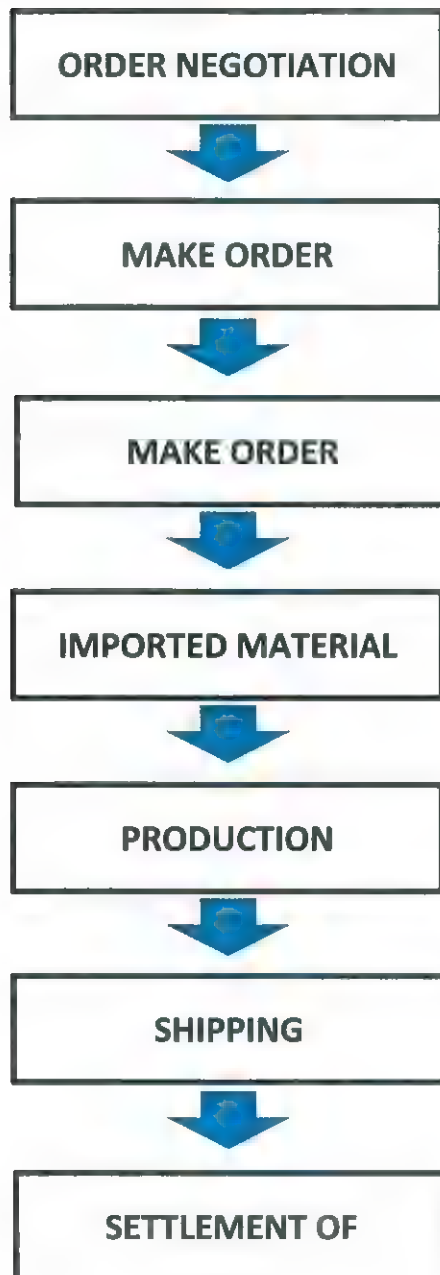 ORDER NEGOTIATION
MAKE ORDER
MAKE ORDER
IMPORTED MATERIAL
PRODUCTION
SHIPPING
SETTLEMENT OF